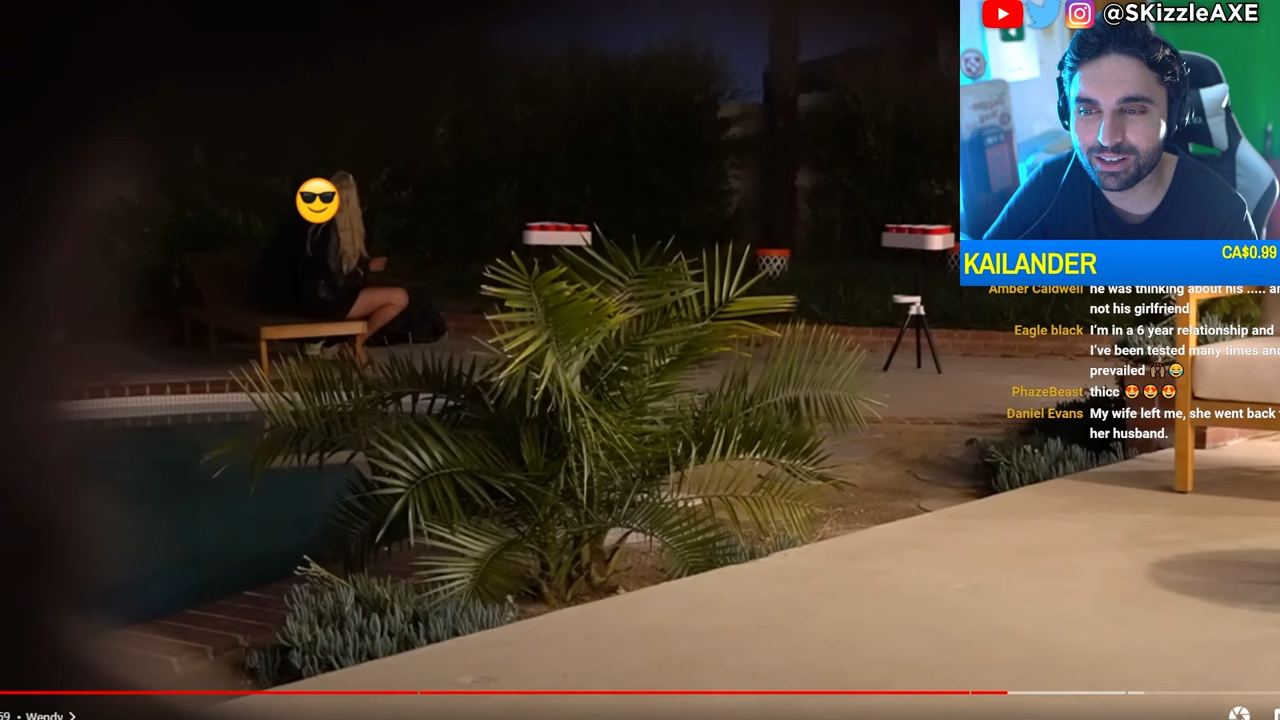 @SKizzleAXE
CA$0.99
KAILANDER
Amber Caldwell he was thinking about his ..... a
not his girlfriend
Eagle black I'm in a 6 year relationship and
I've been tested many times and
prevailed 🙌🏾😂
PhazeBeast thicc 😍 😍 😍
Daniel Evans My wife left me, she went back
her husband.
59 • Wendy